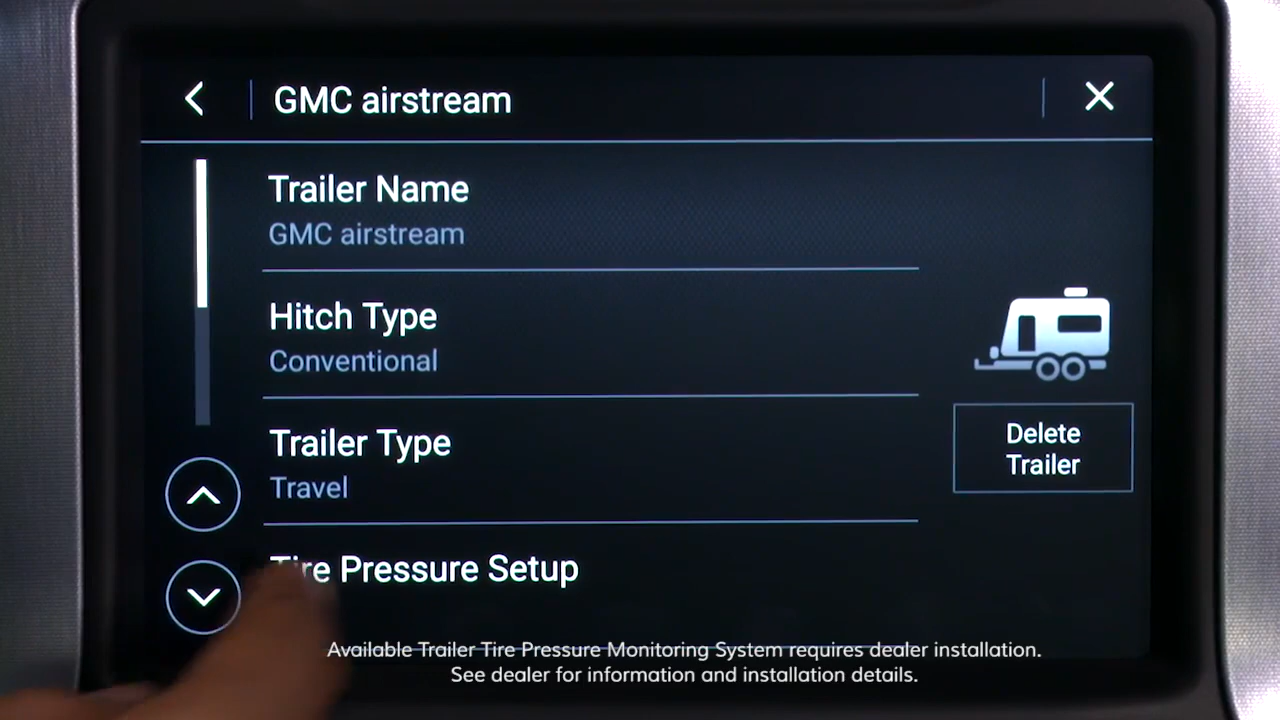 GMC airstream
Trailer Name
GMC airstream
Hitch Type
Conventional
Trailer Type
Travel
Delete
Trailer
Tire Pressure Setup
Available Trailer Tire Pressure Monitoring System requires dealer installation.
See dealer for information and installation details.